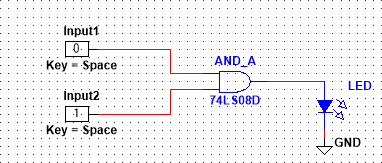 Input1
0
Key = Space
Input2
1
Key = Space
AND_A
74LS08D
LED
GND